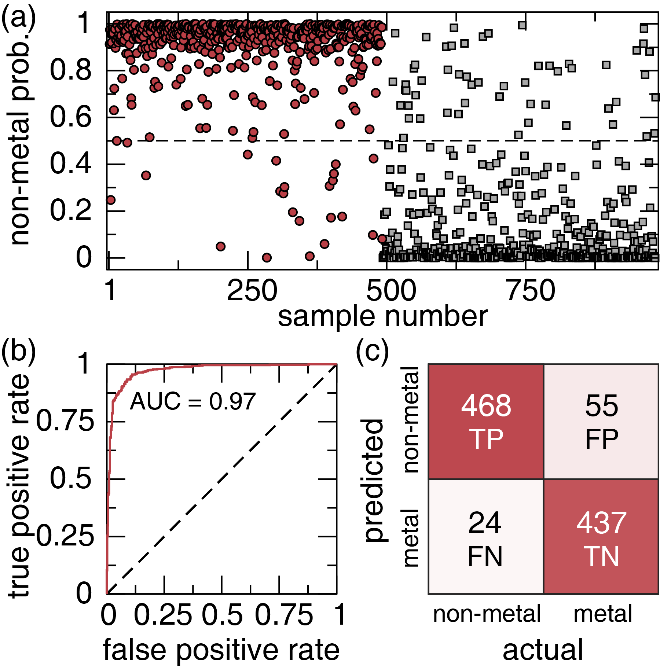 (a)
non-metal prob.
1
0.8
0.6
0.4
0.2
0
1
250
500
750
sample number
(b)
true positive rate
1
0.75
0.5
0.25
0
AUC = 0.97
0
0.25
0.5
0.75
1
false positive rate
(c)
predicted
non-metal
metal
468
TP
55
FP
24
FN
437
TN
non-metal
metal
actual